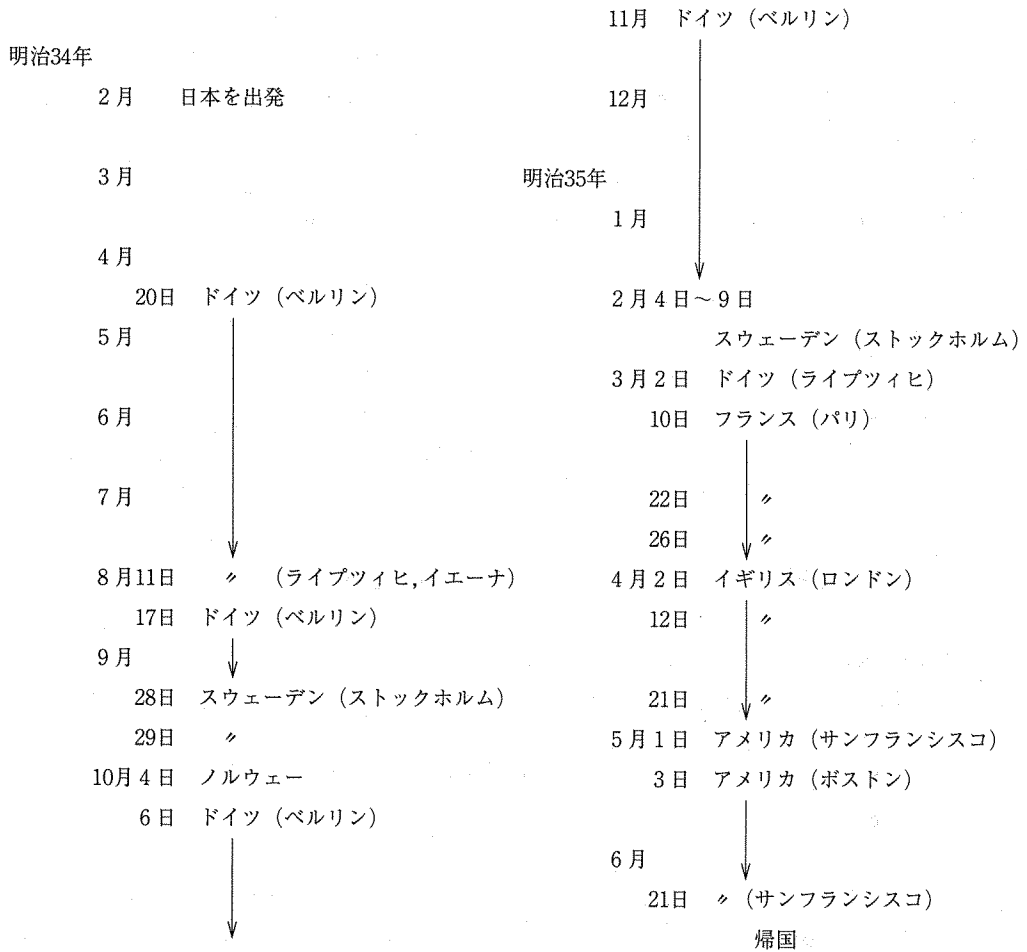 明治34年
2月 日本を出発
3月
4月
20日 ドイツ（ベルリン）
5月
6月
7月
8月11日 〃 （ライプツィヒ,イエーナ）
17日 ドイツ（ベルリン）
9月
28日 スウェーデン（ストックホルム）
29日 〃
10月4日 ノルウェー
6日 ドイツ（ベルリン）
11月 ドイツ（ベルリン）
12月
明治35年
1月
2月4日～9日
スウェーデン（ストックホルム）
3月2日 ドイツ（ライプツィヒ）
10日 フランス（パリ）
22日 〃
26日 〃
4月2日 イギリス（ロンドン）
12日 〃
21日 〃
5月1日 アメリカ（サンフランシスコ）
3日 アメリカ（ボストン）
6月
21日 〃（サンフランシスコ）
帰国